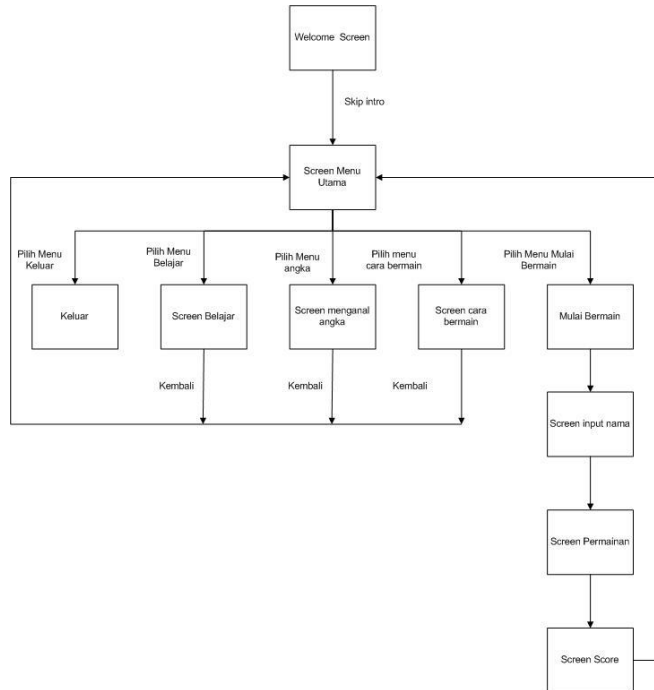 Welcome Screen
Skip intro
Screen Menu
Utama
Pilih Menu
Keluar
Pilih Menu
Belajar
Pilih Menu
angka
Pilih menu
cara bermain
Pilih Menu Mulai
Bermain
Keluar
Screen Belajar
Screen menganal
angka
Screen cara
bermain
Mulai Bermain
Kembali
Kembali
Kembali
Screen input nama
Screen Permainan
Screen Score